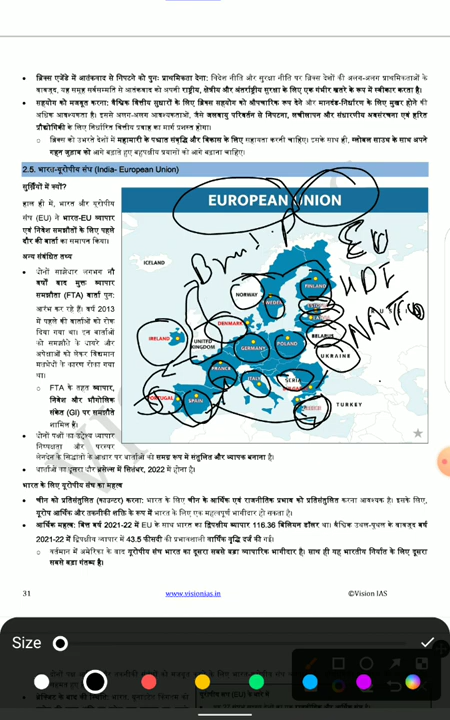 ब्रिक्स एजेंडे में आतंकवाद से निपटने को पुनः प्राथमिकता देना: विदेश नीति और सुरक्षा नीति पर ब्रिक्स देशों की अलग-अलग प्राथमिकताओं के
बावजूद, यह समूह सर्वसम्मति से आतंकवाद को अपनी राष्ट्रीय, क्षेत्रीय और अंतर्राष्ट्रीय सुरक्षा के लिए एक गंभीर खतरे के रूप में स्वीकार करता है।
सहयोग को मजबूत करना: वैश्विक वित्तीय सुधारों के लिए ब्रिक्स सहयोग को औपचारिक रूप देने और मानदंड-निर्धारण के लिए मुखर होने की
अधिक आवश्यकता है। इससे अलग-अलग आवश्यकताओं, जैसे जलवायु परिवर्तन से निपटना, लचीलापन और संधारणीय अवसंरचना एवं हरित
प्रौद्योगिकी के लिए निर्धारित वित्तीय प्रवाह का मार्ग प्रशस्त होगा।
ब्रिक्स को उभरते देशों में महामारी के पश्चात संवृद्धि और विकास के लिए सहायता करनी चाहिए। इसके साथ ही, ग्लोबल साउथ के साथ अपने
गहन जुड़ाव को आगे बढ़ाते हुए बहुपक्षीय प्रयासों को आगे बढ़ाना चाहिए।
2.5. भारत-यूरोपीय संघ (India- European Union)
सुर्ख़ियों में क्यों?
हाल ही में, भारत और यूरोपीय
संघ (EU) ने भारत-EU व्यापार
एवं निवेश समझौतों के लिए पहले
दौर की वार्ता का समापन किया।
अन्य संबंधित तथ्य
दोनों साझेदार लगभग नौ
वर्षों बाद मुक्त व्यापार
समझौता (FTA) वार्ता पुनः
आरंभ कर रहे हैं। वर्ष 2013
में पहले की वार्ताओं को रोक
दिया गया था। इन वार्ताओं
को समझौते के दायरे और
अपेक्षाओं को लेकर विद्यमान
मतभेदों के कारण रोका गया
था।
FTA के तहत व्यापार,
निवेश और भौगोलिक
संकेत (GI) पर समझौते
शामिल हैं।
दोनों पक्षों का उद्देश्य व्यापार
निष्पक्षता और परस्पर
लेनदेन के सिद्धांतों के आधार पर वार्ताओं को समग्र रूप में संतुलित और व्यापक बनाना है।
वार्ताओं का दूसरा दौर ब्रसेल्स में सितंबर, 2022 में होना है।
EUROPEAN UNION
ICELAND
FINLAND
NORWAY
DENMARK
IRELAND
UNITED
KINGDOM
BELARUS
GERMANY
POLAND
UKRAINE
FRANCE
ITALY
PORTUGAL
SPAIN
TURKEY
EU
NATO
भारत के लिए यूरोपीय संघ का महत्व
चीन को प्रतिसंतुलित (काउन्टर) करना: भारत के लिए चीन के आर्थिक एवं राजनीतिक प्रभाव को प्रतिसंतुलित करना आवश्यक है। इसके लिए,
यूरोप आर्थिक और तकनीकी शक्ति के रूप में भारत के लिए एक महत्वपूर्ण भागीदार हो सकता है।
आर्थिक महत्व: वित्त वर्ष 2021-22 में EU के साथ भारत का द्विपक्षीय व्यापार 116.36 बिलियन डॉलर था। वैश्विक उथल-पुथल के बावजूद वर्ष
2021-22 में द्विपक्षीय व्यापार में 43.5 फीसदी की प्रभावशाली वार्षिक वृद्धि दर्ज की गई।
वर्तमान में अमेरिका के बाद यूरोपीय संघ भारत का दूसरा सबसे बड़ा व्यापारिक भागीदार है। साथ ही यह भारतीय निर्यात के लिए दूसरा
सबसे बड़ा गंतव्य है।
31
www.visionias.in
©Vision IAS
Size